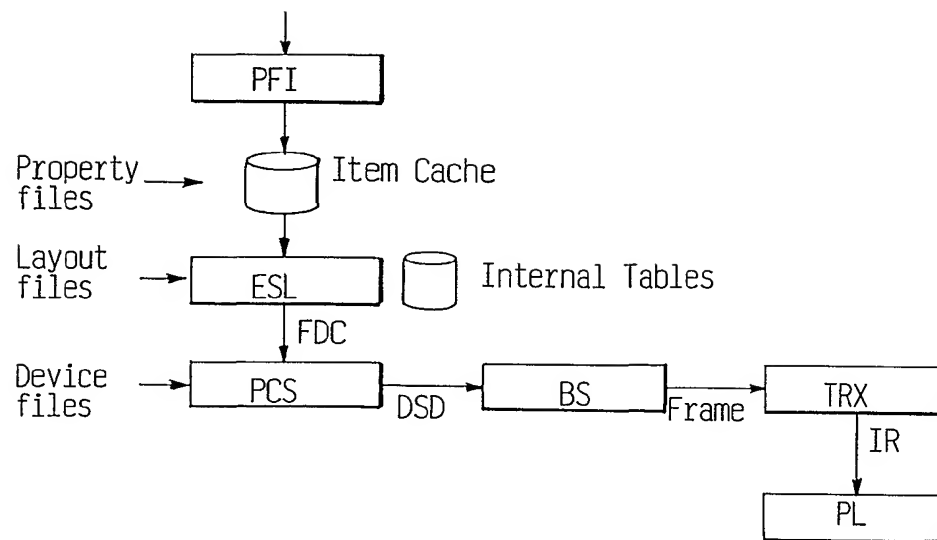 PFI
Property
files
Item Cache
Layout
files
ESL
Internal Tables
FDC
Device
files
PCS
DSD
BS
Frame
TRX
IR
PL